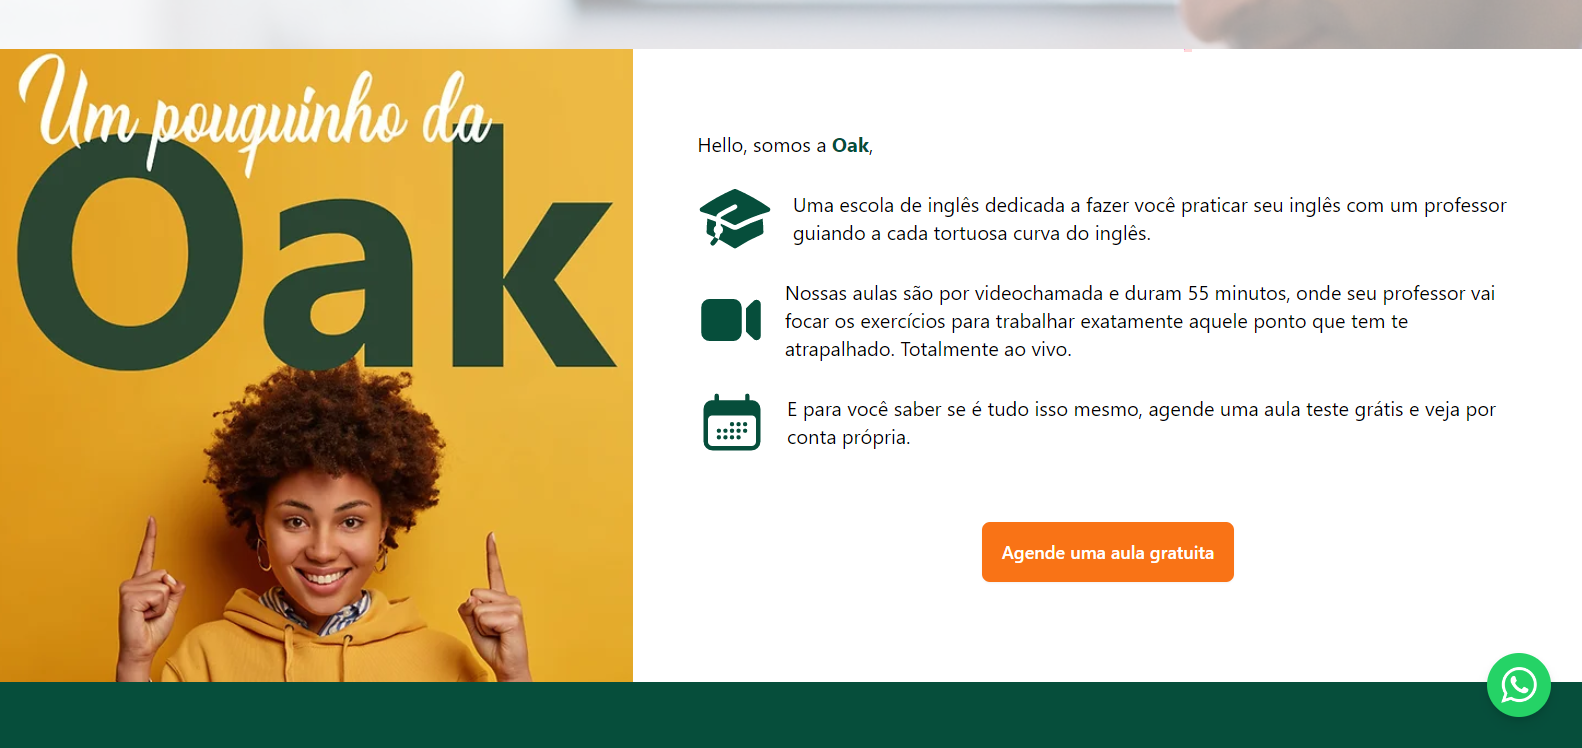 Um pouquinho da
Oak
Hello, somos a Oak,
Uma escola de inglês dedicada a fazer você praticar seu inglês com um professor
guiando a cada tortuosa curva do inglês.
Nossas aulas são por videochamada e duram 55 minutos, onde seu professor vai
focar os exercícios para trabalhar exatamente aquele ponto que tem te
atrapalhado. Totalmente ao vivo.
E para você saber se é tudo isso mesmo, agende uma aula teste grátis e veja por
conta própria.
Agende uma aula gratuita